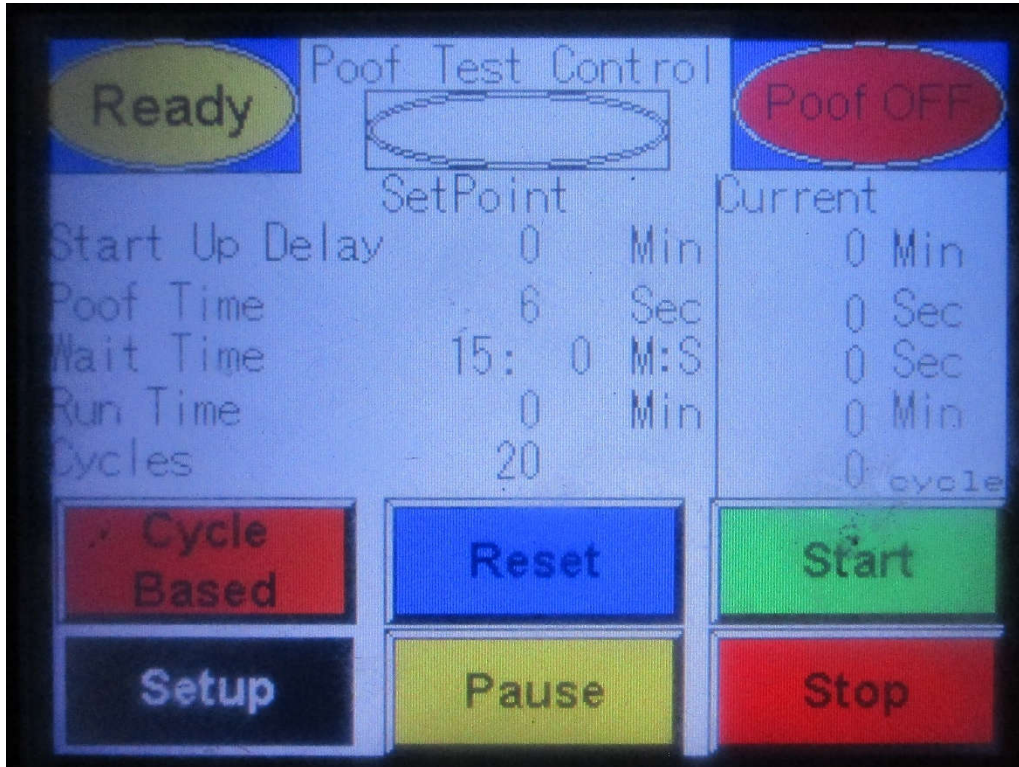 Ready
Poof Test Control
Poof OFF
SetPoint
Current
Start Up Delay 0 Min 0 Min
Poof Time 6 Sec 0 Sec
Wait Time 15: 0 M:S 0 Sec
Run Time 0 Min 0 Min
Cycles 20 0 cycle
Cycle
Based
Reset
Start
Setup
Pause
Stop